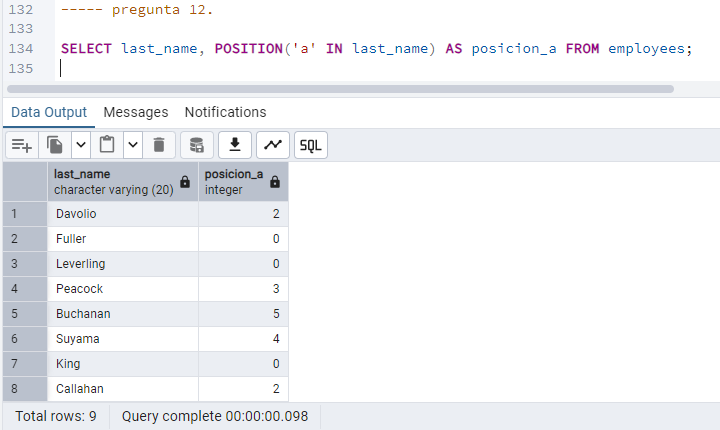 132 ----- pregunta 12.
133
134 SELECT last_name, POSITION('a' IN last_name) AS posicion_a FROM employees;
135
Data Output Messages Notifications
SQL
last_name posicion_a
character varying (20) integer
1 Davolio 2
2 Fuller 0
3 Leverling 0
4 Peacock 3
5 Buchanan 5
6 Suyama 4
7 King 0
8 Callahan 2
Total rows: 9 Query complete 00:00:00.098